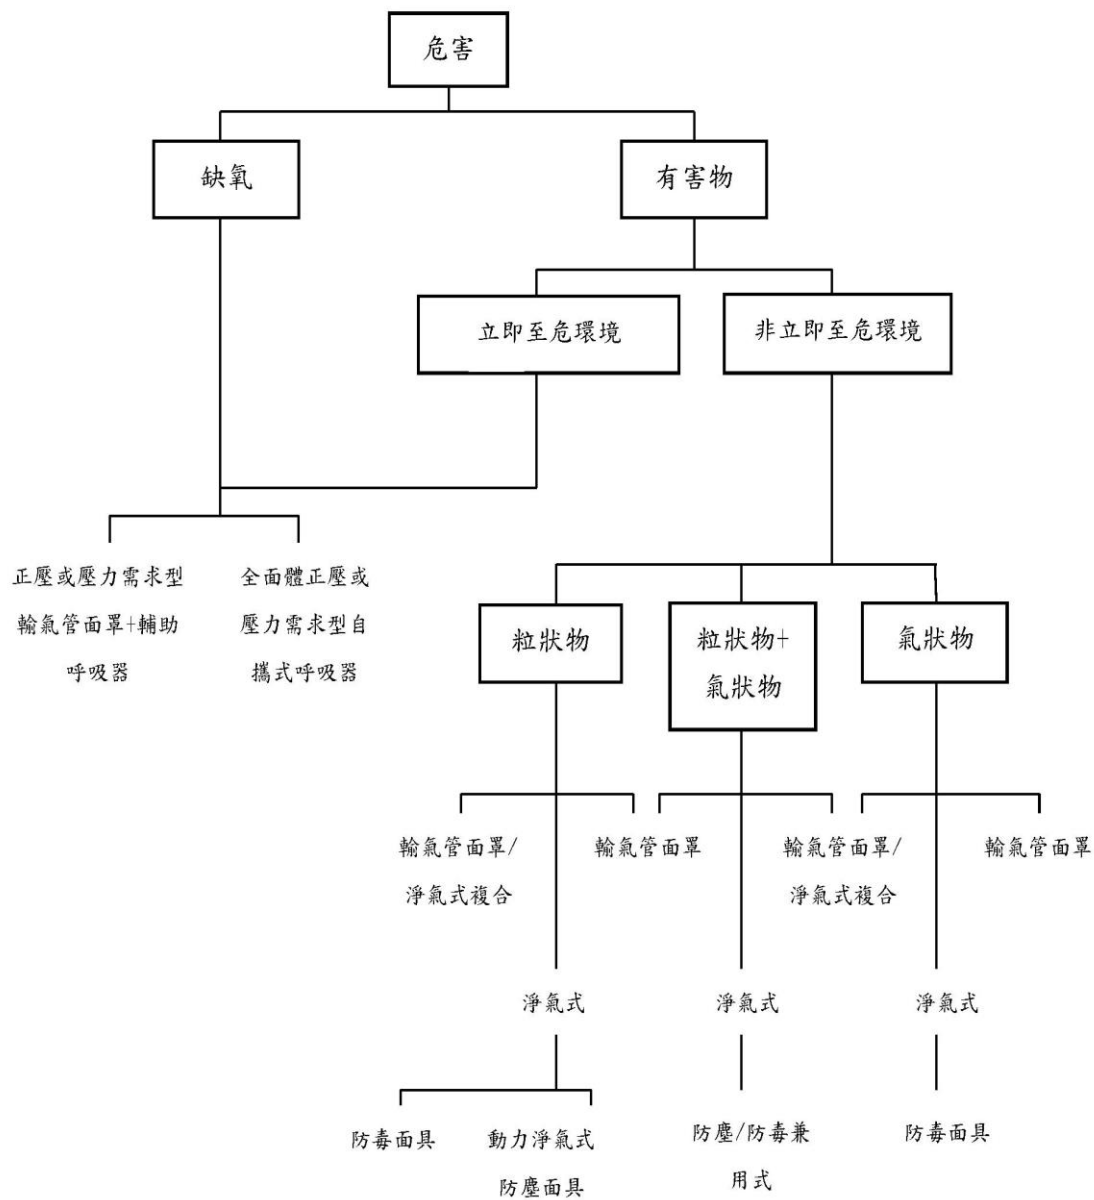 危害
缺氧
有害物
立即至危環境
非立即至危環境
正壓或壓力需求型
輸氣管面罩+輔助
呼吸器
全面體正壓或
壓力需求型自
攜式呼吸器
粒狀物
粒狀物+
氣狀物
氣狀物
輸氣管面罩/
淨氣式複合
輸氣管面罩
輸氣管面罩/
淨氣式複合
輸氣管面罩
淨氣式
淨氣式
淨氣式
防毒面具
動力淨氣式
防塵面具
防塵/防毒兼
用式
防毒面具